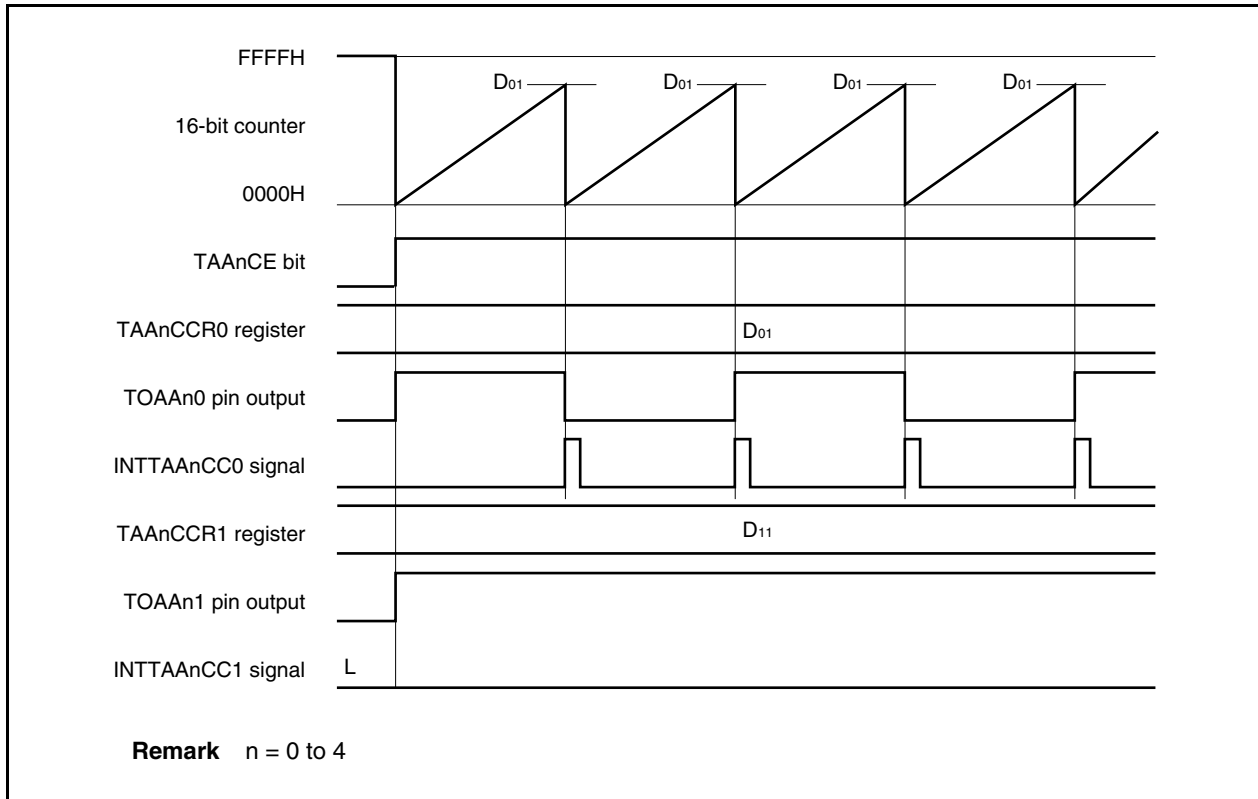 FFFFH
D01 D01 D01 D01
16-bit counter
0000H
TAAnCE bit
TAAnCCR0 register
D01
TOAAn0 pin output
INTTAAnCC0 signal
TAAnCCR1 register
D11
TOAAn1 pin output
INTTAAnCC1 signal
L
Remark n = 0 to 4